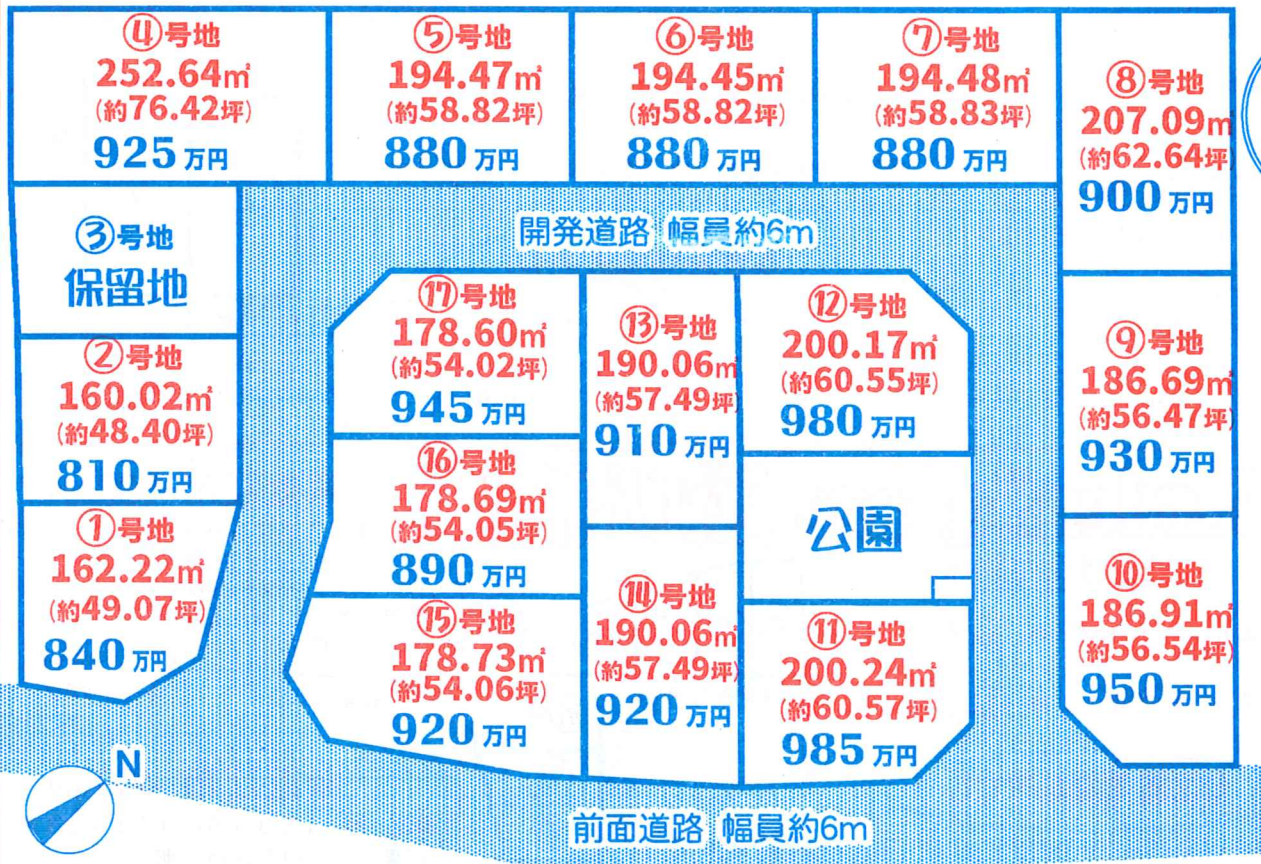 ④号地
252.64㎡
(約76.42坪)
925万円
⑤号地
194.47㎡
(約58.82坪)
880万円
⑥号地
194.45㎡
(約58.82坪)
880万円
⑦号地
194.48㎡
(約58.83坪)
880万円
⑧号地
207.09㎡
(約62.64坪)
900万円
③号地
保留地
開発道路 幅員約6m
②号地
160.02㎡
(約48.40坪)
810万円
①号地
162.22㎡
(約49.07坪)
840万円
⑰号地
178.60㎡
(約54.02坪)
945万円
⑬号地
190.06㎡
(約57.49坪)
910万円
⑫号地
200.17㎡
(約60.55坪)
980万円
⑨号地
186.69㎡
(約56.47坪)
930万円
⑯号地
178.69㎡
(約54.05坪)
890万円
公園
⑮号地
178.73㎡
(約54.06坪)
920万円
⑭号地
190.06㎡
(約57.49坪)
920万円
⑪号地
200.24㎡
(約60.57坪)
985万円
⑩号地
186.91㎡
(約56.54坪)
950万円
N
前面道路 幅員約6m